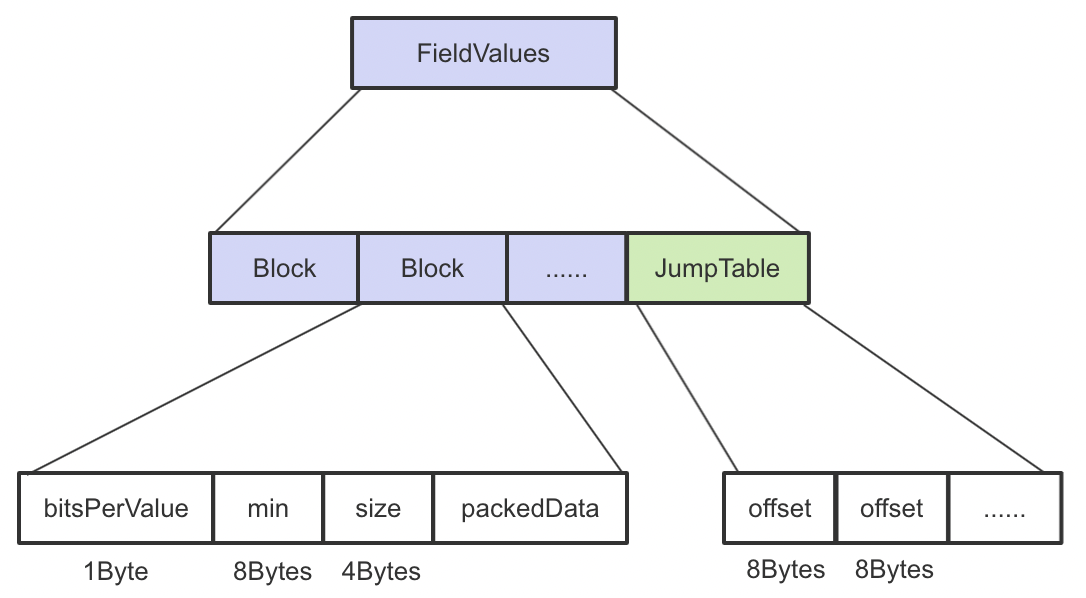 FieldValues
Block Block ...... JumpTable
bitsPerValue min size packedData offset offset ......
1Byte 8Bytes 4Bytes 8Bytes 8Bytes